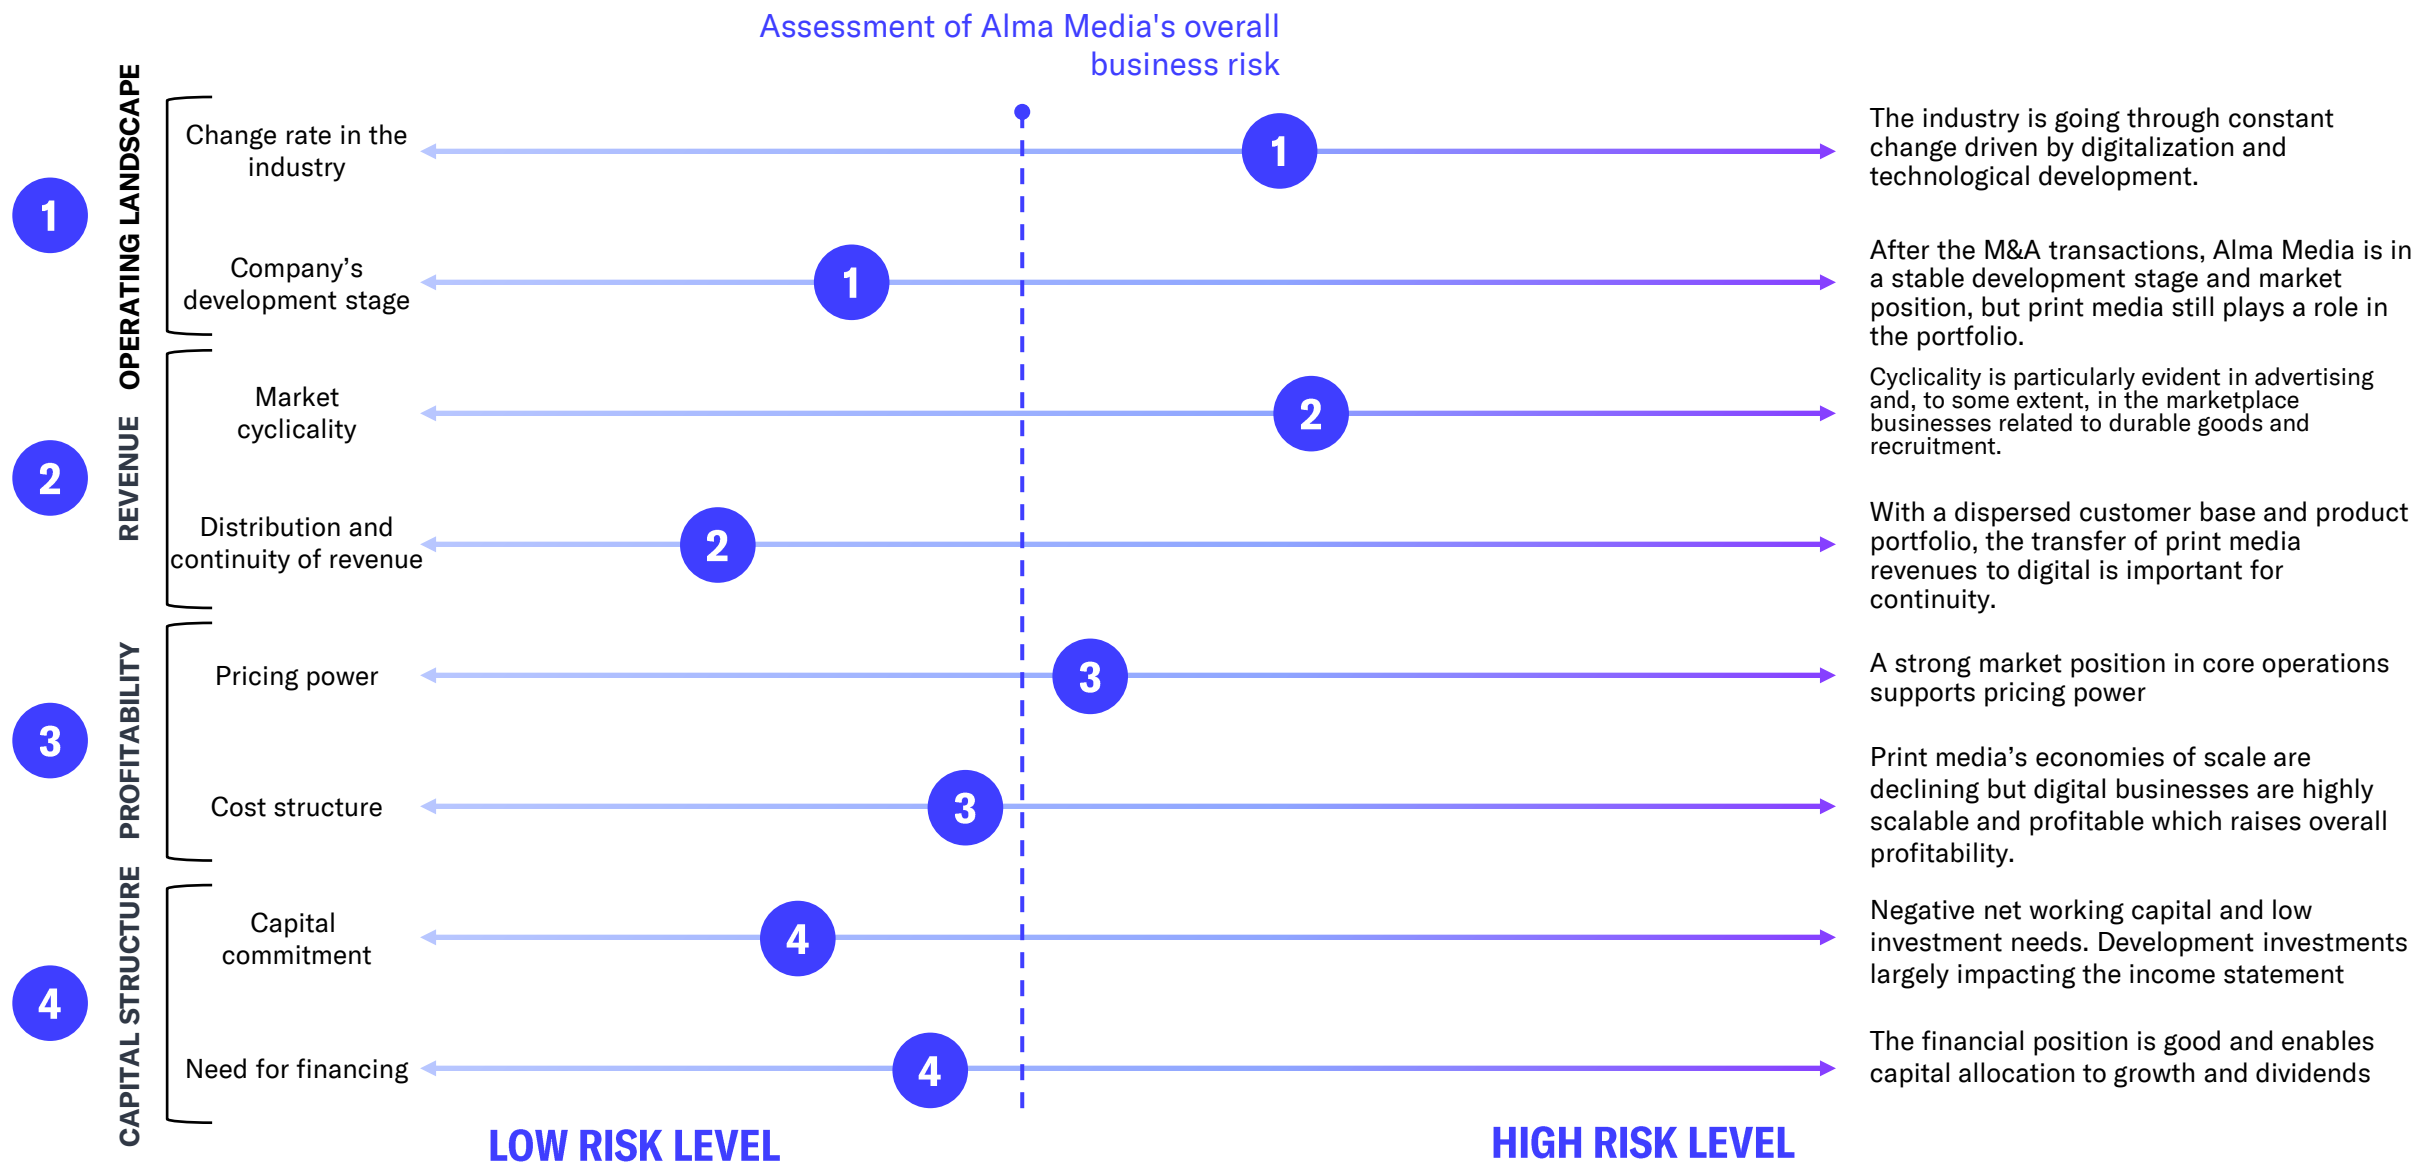 Assessment of Alma Media's overall
business risk
1
OPERATING LANDSCAPE
Change rate in the
industry
1
The industry is going through constant
change driven by digitalization and
technological development.
Company’s
development stage
1
After the M&A transactions, Alma Media is in
a stable development stage and market
position, but print media still plays a role in
the portfolio.
2
REVENUE
Market
cyclicality
2
Cyclicality is particularly evident in advertising
and, to some extent, in the marketplace
businesses related to durable goods and
recruitment.
Distribution and
continuity of revenue
2
With a dispersed customer base and product
portfolio, the transfer of print media
revenues to digital is important for
continuity.
3
PROFITABILITY
Pricing power
3
A strong market position in core operations
supports pricing power
Cost structure
3
Print media’s economies of scale are
declining but digital businesses are highly
scalable and profitable which raises overall
profitability.
4
CAPITAL STRUCTURE
Capital
commitment
4
Negative net working capital and low
investment needs. Development investments
largely impacting the income statement
Need for financing
4
The financial position is good and enables
capital allocation to growth and dividends
LOW RISK LEVEL
HIGH RISK LEVEL